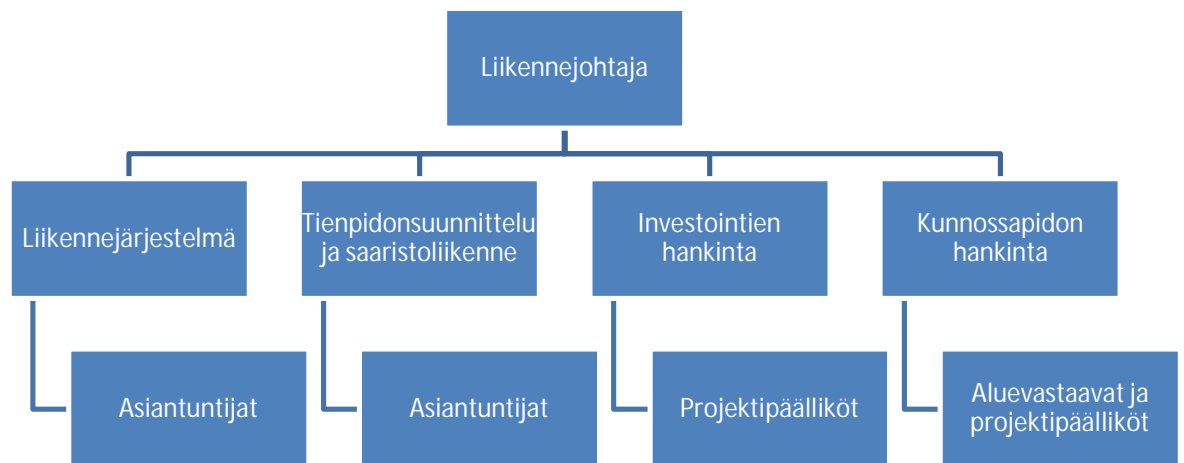 Liikennejohtaja
Liikennejärjestelmä
Tienpidonsuunnittelu
ja saaristoliikenne
Investointien
hankinta
Kunnossapidon
hankinta
Asiantuntijat
Asiantuntijat
Projektipäälliköt
Aluevastaavat ja
projektipäälliköt